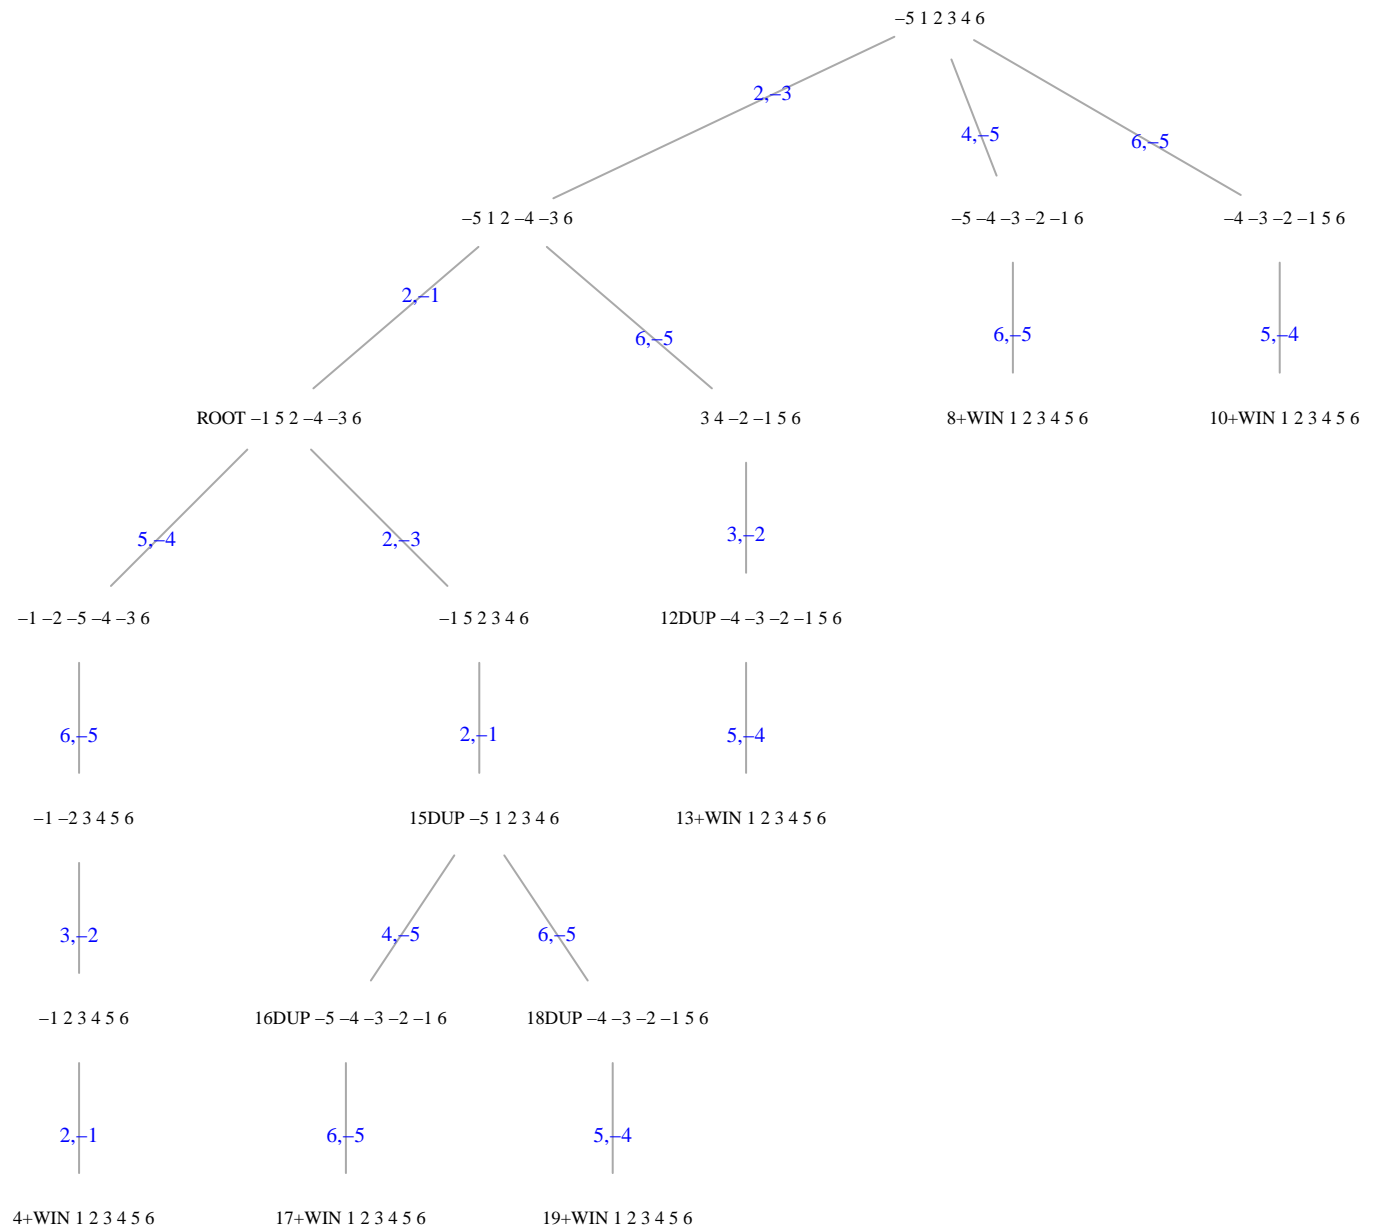 –5 1 2 3 4 6
2,–3
4,–5
6,–5
–5 1 2 –4 –3 6
–5 –4 –3 –2 –1 6
–4 –3 –2 –1 5 6
2,–1
6,–5
6,–5
5,–4
ROOT –1 5 2 –4 –3 6
3 4 –2 –1 5 6
8+WIN 1 2 3 4 5 6
10+WIN 1 2 3 4 5 6
5,–4
2,–3
3,–2
–1 –2 –5 –4 –3 6
–1 5 2 3 4 6
12DUP –4 –3 –2 –1 5 6
6,–5
2,–1
5,–4
–1 –2 3 4 5 6
15DUP –5 1 2 3 4 6
13+WIN 1 2 3 4 5 6
3,–2
4,–5
6,–5
–1 2 3 4 5 6
16DUP –5 –4 –3 –2 –1 6
18DUP –4 –3 –2 –1 5 6
2,–1
6,–5
5,–4
4+WIN 1 2 3 4 5 6
17+WIN 1 2 3 4 5 6
19+WIN 1 2 3 4 5 6